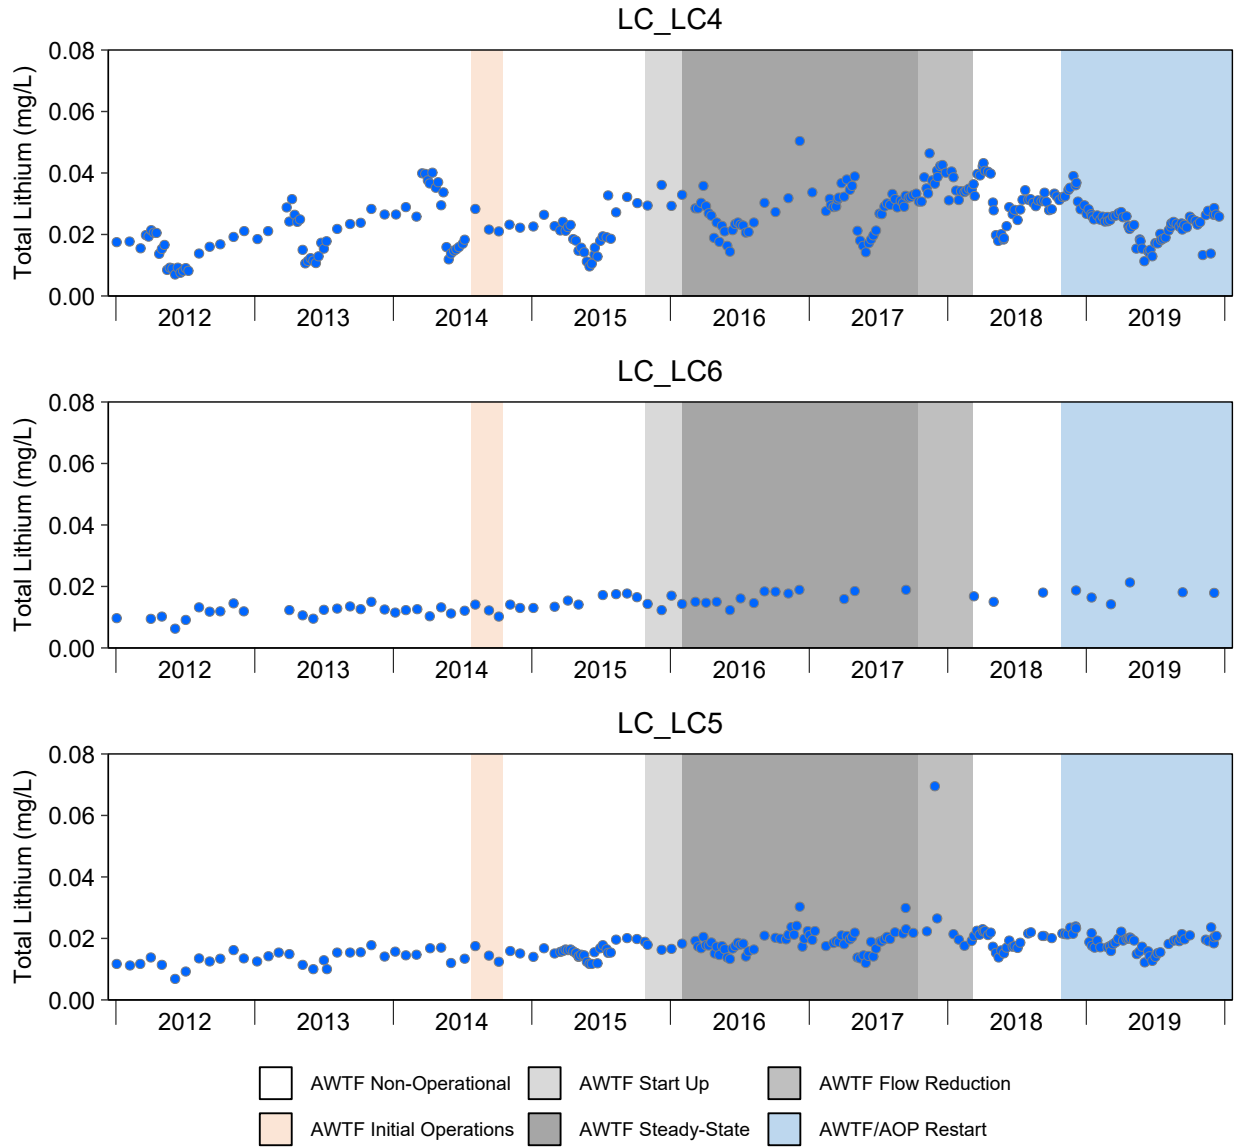 LC_LC4
Total Lithium (mg/L)
0.08
0.06
0.04
0.02
0.00
2012 2013 2014 2015 2016 2017 2018 2019
LC_LC6
Total Lithium (mg/L)
0.08
0.06
0.04
0.02
0.00
2012 2013 2014 2015 2016 2017 2018 2019
LC_LC5
Total Lithium (mg/L)
0.08
0.06
0.04
0.02
0.00
2012 2013 2014 2015 2016 2017 2018 2019
AWTF Non-Operational AWTF Start Up AWTF Flow Reduction
AWTF Initial Operations AWTF Steady-State AWTF/AOP Restart